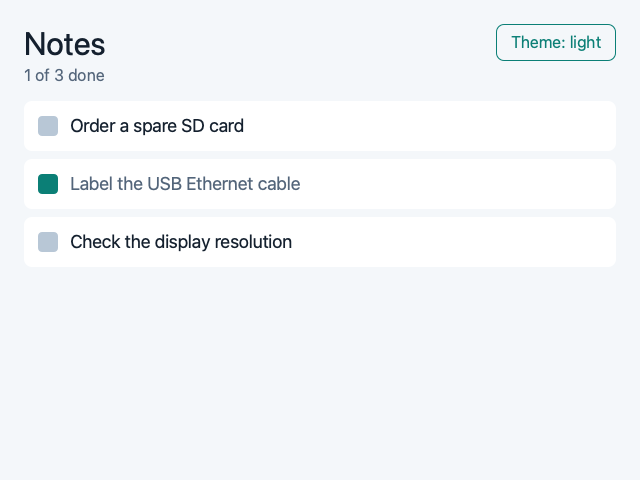 Notes
Theme: light
1 of 3 done
Order a spare SD card
Label the USB Ethernet cable
Check the display resolution